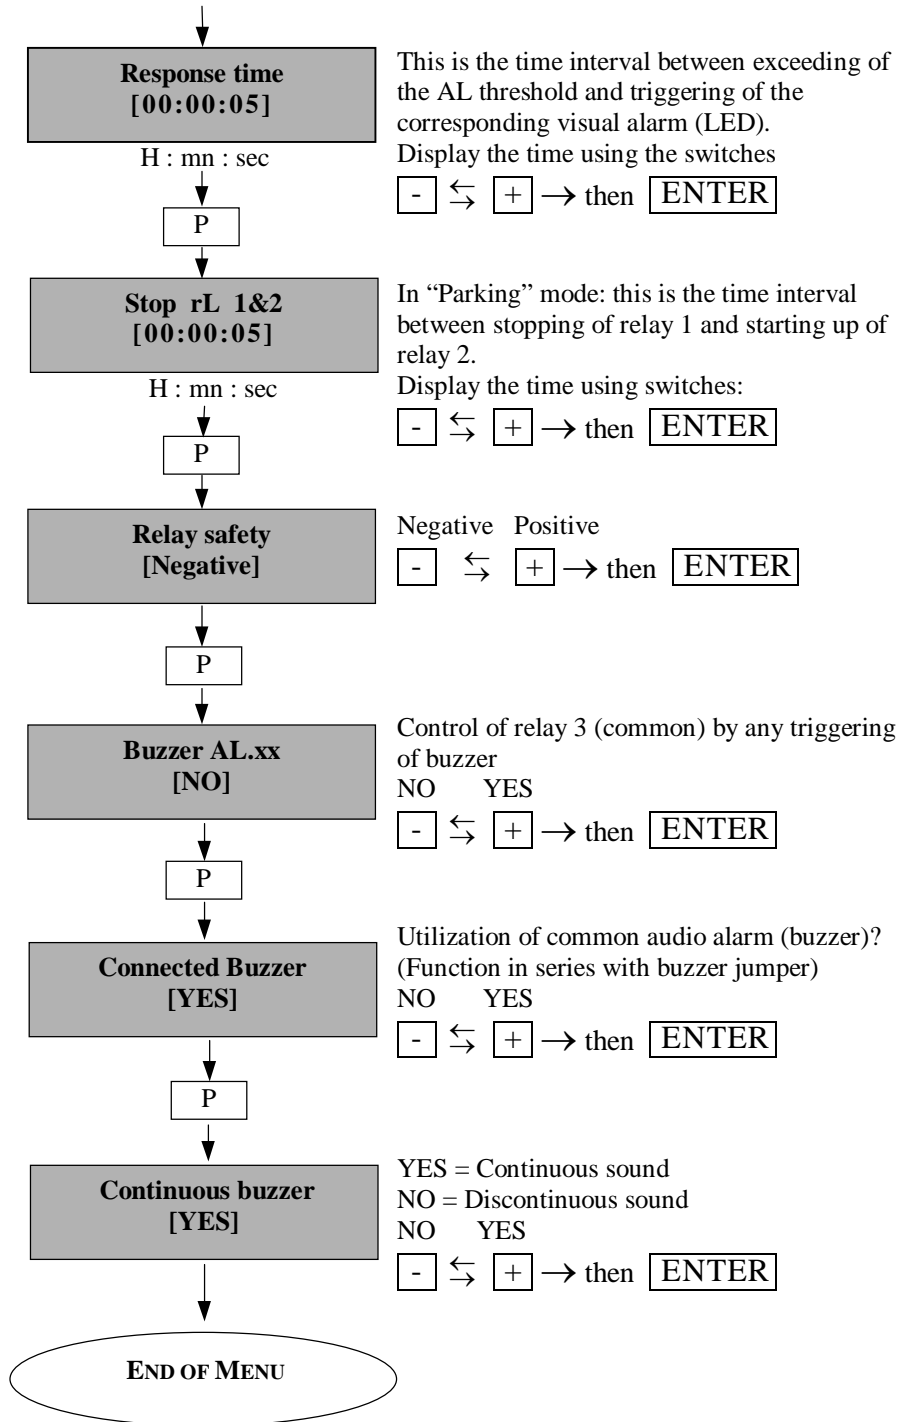 Response time
[00:00:05]
H : mn : sec
This is the time interval between exceeding of
the AL threshold and triggering of the
corresponding visual alarm (LED).
Display the time using the switches
- ⇆ + → then ENTER
P
Stop rL 1&2
[00:00:05]
H : mn : sec
In “Parking” mode: this is the time interval
between stopping of relay 1 and starting up of
relay 2.
Display the time using switches:
- ⇆ + → then ENTER
P
Relay safety
[Negative]
Negative Positive
- ⇆ + → then ENTER
P
Buzzer AL.xx
[NO]
Control of relay 3 (common) by any triggering
of buzzer
NO YES
- ⇆ + → then ENTER
P
Connected Buzzer
[YES]
Utilization of common audio alarm (buzzer)?
(Function in series with buzzer jumper)
NO YES
- ⇆ + → then ENTER
P
Continuous buzzer
[YES]
YES = Continuous sound
NO = Discontinuous sound
NO YES
- ⇆ + → then ENTER
END OF MENU